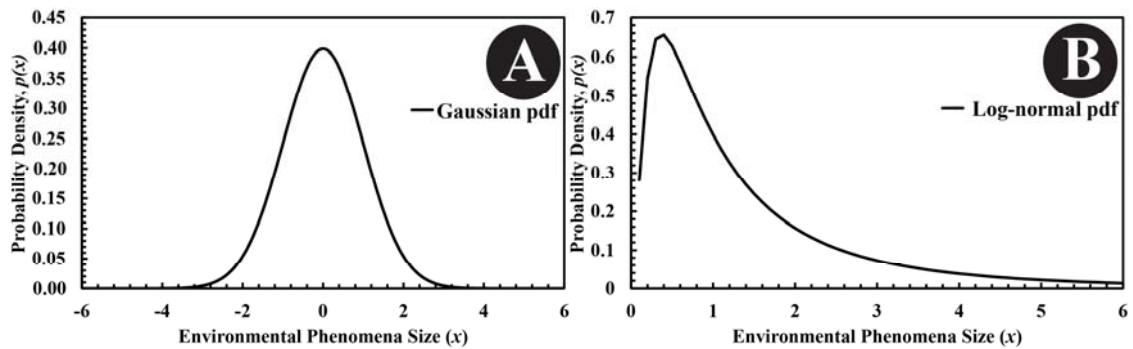 0.45
0.40
0.35
0.30
0.25
0.20
0.15
0.10
0.05
0.00
Probability Density, p(x)
A
Gaussian pdf
-6 -4 -2 0 2 4 6
Environmental Phenomena Size (x)
0.7
0.6
0.5
0.4
0.3
0.2
0.1
0
Probability Density, p(x)
B
Log-normal pdf
0 1 2 3 4 5 6
Environmental Phenomena Size (x)